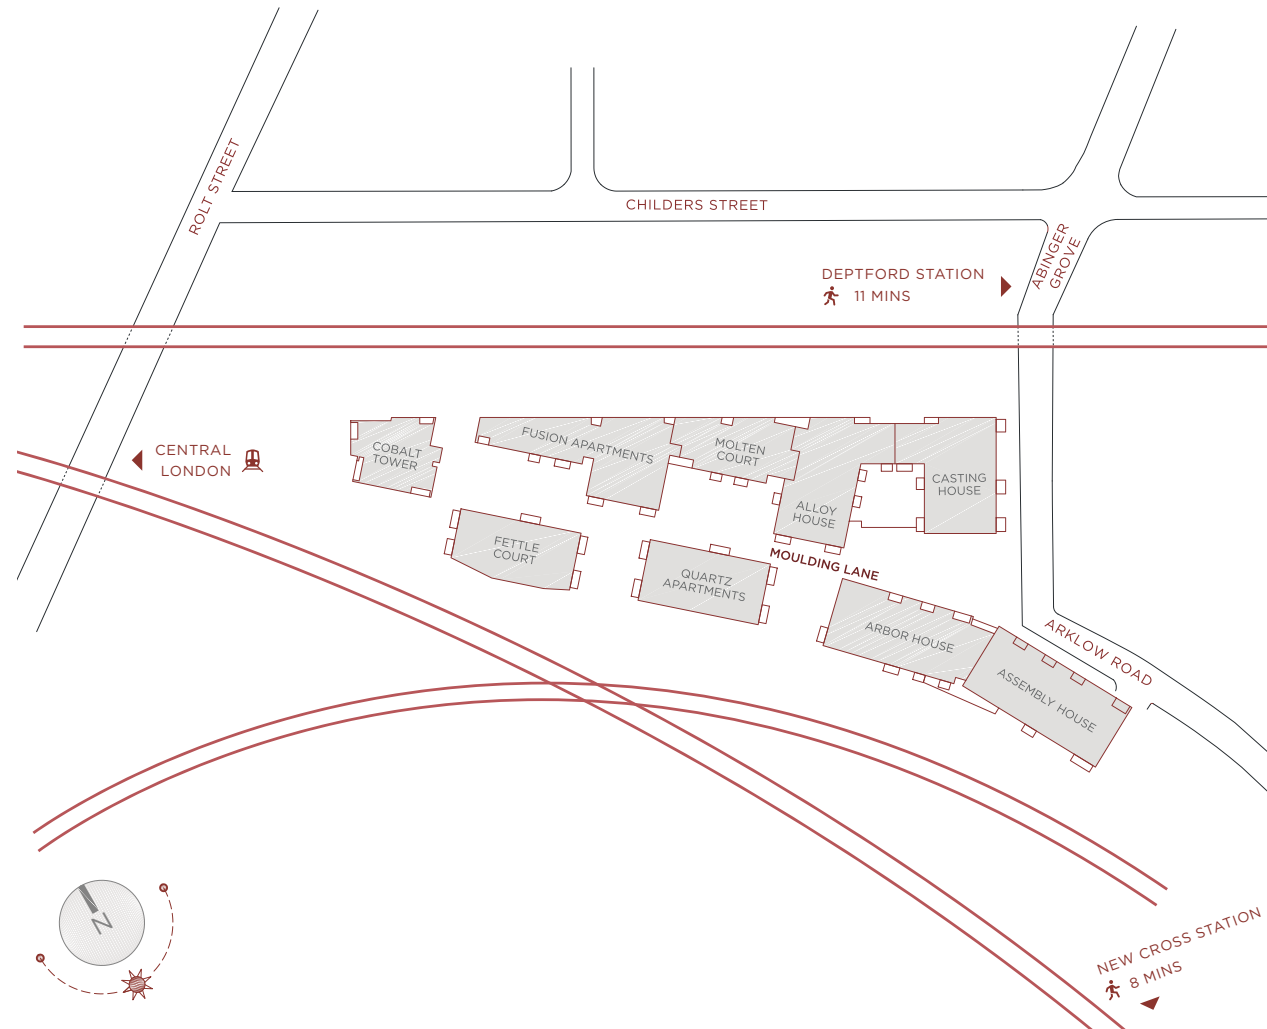 ROLT STREET
CHILDERS STREET
ABINGER
GROVE
DEPTFORD STATION
11 MINS
CENTRAL
LONDON
COBALT
TOWER
FUSION APARTMENTS
MOLTEN
COURT
CASTING
HOUSE
ALLOY
HOUSE
FETTLE
COURT
MOULDING LANE
QUARTZ
APARTMENTS
ARBOR HOUSE
ARKLOW ROAD
ASSEMBLY HOUSE
N
NEW CROSS STATION
8 MINS